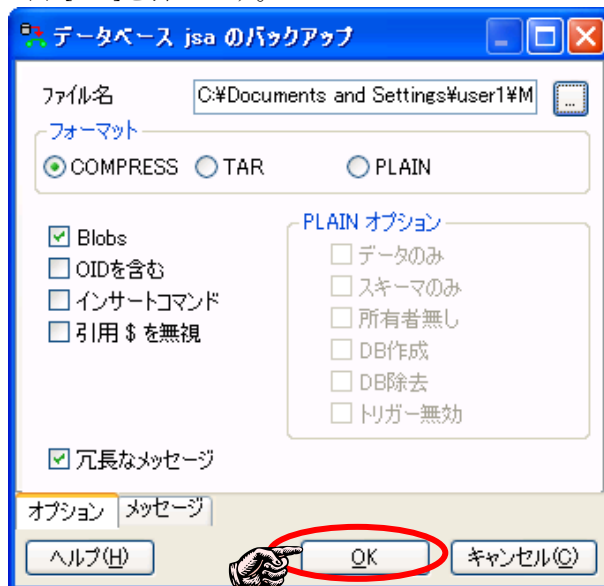 データベース jsa のバックアップ
ファイル名 C:¥Documents and Settings¥user1¥M ...
フォーマット
COMPRESS TAR PLAIN
Blobs
OIDを含む
インサートコマンド
引用 $ を無視
PLAIN オプション
データのみ
スキーマのみ
所有者無し
DB作成
DB除去
トリガー無効
冗長なメッセージ
オプション メッセージ
ヘルプ(H) OK キャンセル(C)